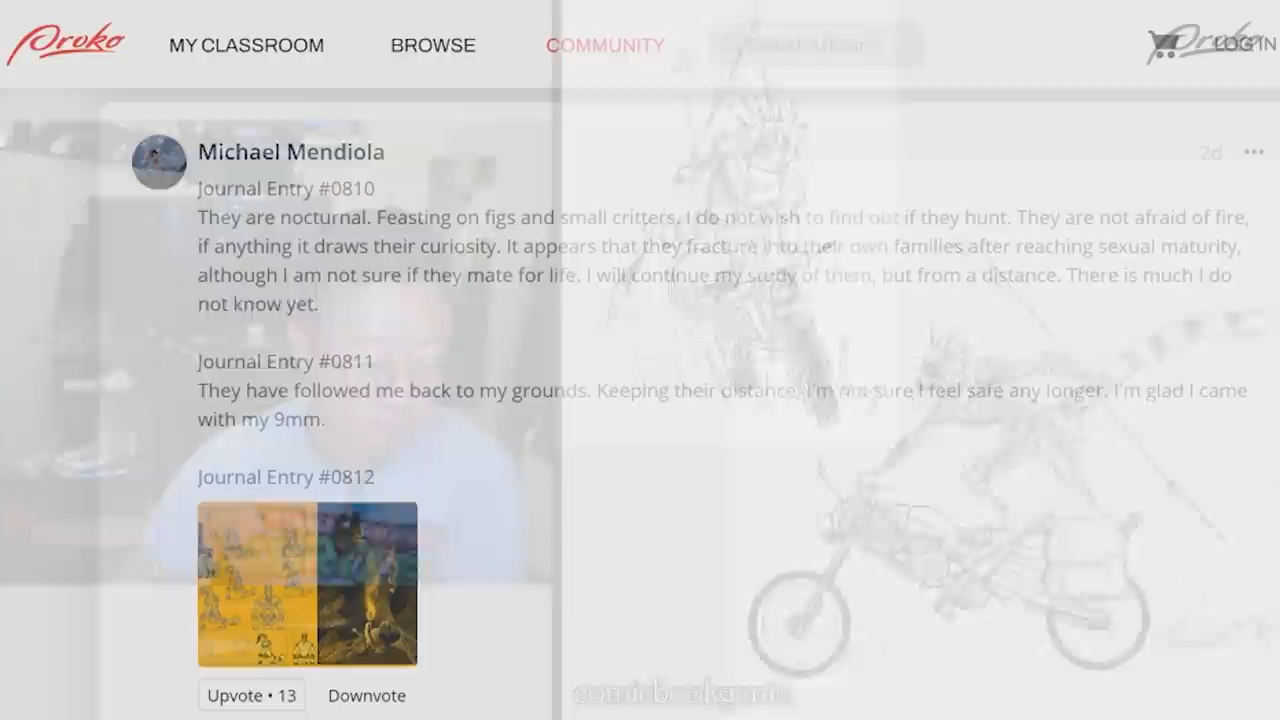 Proko
MY CLASSROOM
BROWSE
COMMUNITY
Proko
LOG IN
Michael Mendiola
2d
Journal Entry #0810
They are nocturnal. Feasting on figs and small critters. I do not wish to find out if they hunt. They are not afraid of fire,
if anything it draws their curiosity. It appears that they fracture into their own families after reaching sexual maturity,
although I am not sure if they mate for life. I will continue my study of them, but from a distance. There is much I do
not know yet.
Journal Entry #0811
They have followed me back to my grounds. Keeping their distance, I'm not sure I feel safe any longer. I'm glad I came
with my 9mm.
Journal Entry #0812
Upvote • 13
Downvote